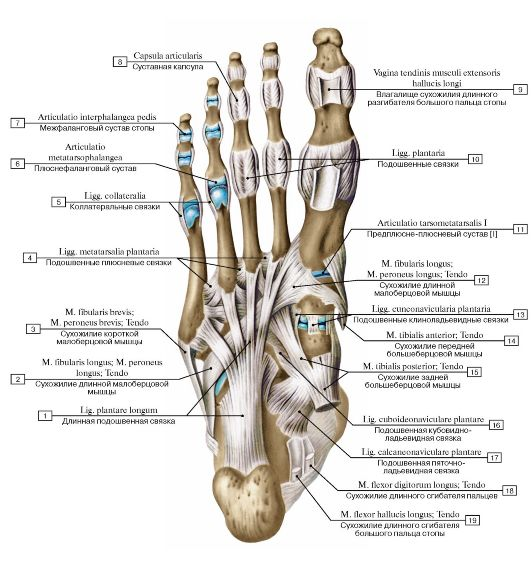 8
Capsula articularis
Суставная капсула
7
Articulatio interphalangea pedis
Межфаланговый сустав стопы
Articulatio
metatarsophalangea
6
Плюснефаланговый сустав
Ligg. collateralia
5
Коллатеральные связки
Ligg. metatarsalia plantaria
4
Подошвенные плюсневые связки
M. fibularis brevis;
M. peroneus brevis; Tendo
3
Сухожилие короткой
малоберцовой мышцы
M. fibularis longus; M. peroneus
longus; Tendo
2
Сухожилие длинной малоберцовой
мышцы
Lig. plantare longum
1
Длинная подошвенная связка
Vagina tendinis musculi extensoris
hallucis longi
9
Влагалище сухожилия длинного
разгибателя большого пальца стопы
Ligg. plantaria
10
Подошвенные связки
Articulatio tarsometatarsalis I
11
Предплюсне-плюсневый сустав [I]
M. fibularis longus;
M. peroneus longus; Tendo
12
Сухожилие длинной
малоберцовой мышцы
Ligg. cuneonavicularia plantaria
13
Подошвенные клиноладьевидные связки
M. tibialis anterior; Tendo
14
Сухожилие передней
большеберцовой мышцы
M. tibialis posterior; Tendo
15
Сухожилие задней
большеберцовой мышцы
Lig. cuboideonaviculare plantare
16
Подошвенная кубовидно-
ладьевидная связка
Lig. calcaneonaviculare plantare
17
Подошвенная пяточно-
ладьевидная связка
M. flexor digitorum longus; Tendo
18
Сухожилие длинного сгибателя пальцев
M. flexor hallucis longus; Tendo
19
Сухожилие длинного сгибателя
большого пальца стопы